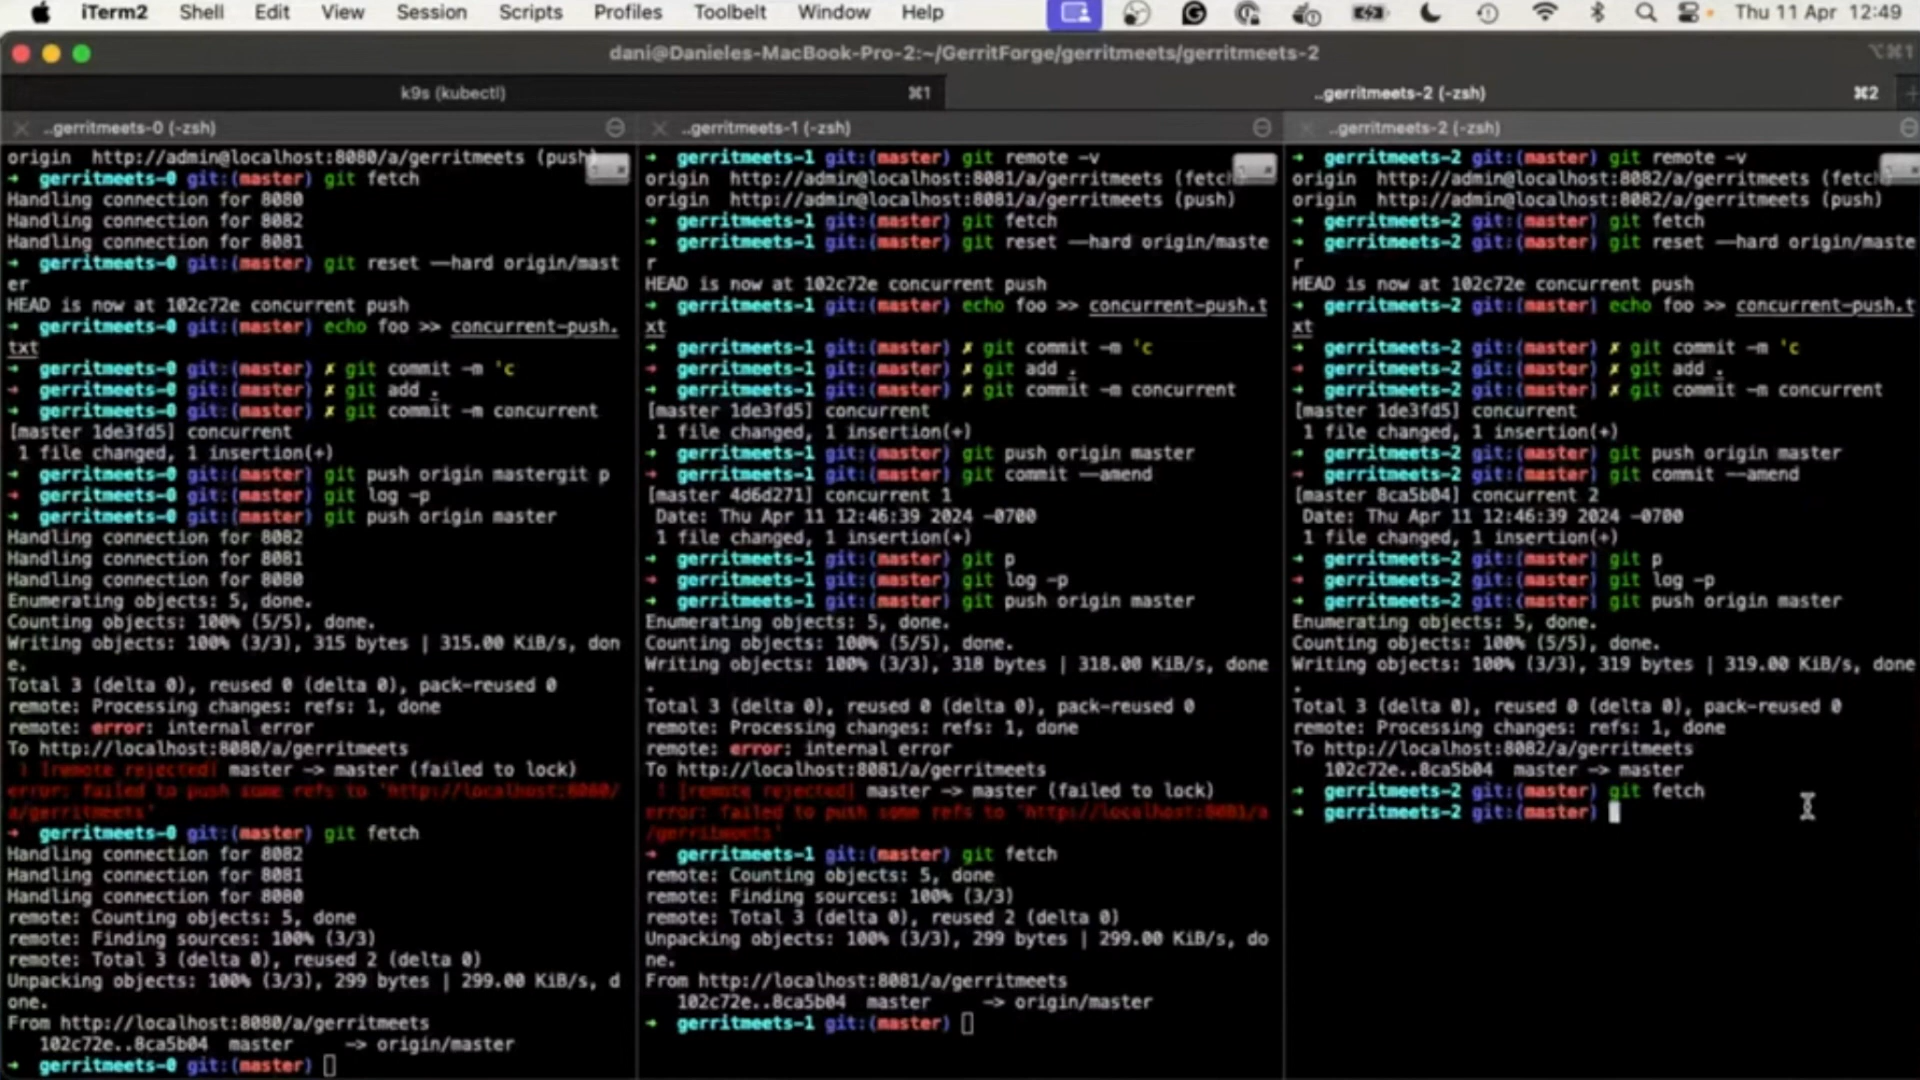 iTerm2 Shell Edit View Session Scripts Profiles Toolbelt Window Help Thu 11 Apr 12:49
dani@Danieles-MacBook-Pro-2:~/GerritForge/gerritmeets/gerritmeets-2 ⌥⌘1
k9s (kubectl) ⌘1 ..gerritmeets-2 (-zsh) ⌘2
..gerritmeets-0 (-zsh)
origin http://admin@localhost:8080/a/gerritmeets (push)
→ gerritmeets-0 git:(master) git fetch
Handling connection for 8080
Handling connection for 8082
Handling connection for 8081
→ gerritmeets-0 git:(master) git reset --hard origin/mast
er
HEAD is now at 102c72e concurrent push
→ gerritmeets-0 git:(master) echo foo >> concurrent-push.
txt
→ gerritmeets-0 git:(master) ✗ git commit -m 'c
→ gerritmeets-0 git:(master) ✗ git add .
→ gerritmeets-0 git:(master) ✗ git commit -m concurrent
[master 1de3fd5] concurrent
1 file changed, 1 insertion(+)
→ gerritmeets-0 git:(master) git push origin mastergit p
→ gerritmeets-0 git:(master) git log -p
→ gerritmeets-0 git:(master) git push origin master
Handling connection for 8082
Handling connection for 8081
Handling connection for 8080
Enumerating objects: 5, done.
Counting objects: 100% (5/5), done.
Writing objects: 100% (3/3), 315 bytes | 315.00 KiB/s, don
e.
Total 3 (delta 0), reused 0 (delta 0), pack-reused 0
remote: Processing changes: refs: 1, done
remote: error: internal error
To http://localhost:8080/a/gerritmeets
! [remote rejected] master -> master (failed to lock)
error: failed to push some refs to 'http://localhost:8080/
a/gerritmeets'
→ gerritmeets-0 git:(master) git fetch
Handling connection for 8082
Handling connection for 8081
Handling connection for 8080
remote: Counting objects: 5, done
remote: Finding sources: 100% (3/3)
remote: Total 3 (delta 0), reused 2 (delta 0)
Unpacking objects: 100% (3/3), 299 bytes | 299.00 KiB/s, d
one.
From http://localhost:8080/a/gerritmeets
102c72e..8ca5b04 master -> origin/master
→ gerritmeets-0 git:(master)
..gerritmeets-1 (-zsh)
→ gerritmeets-1 git:(master) git remote -v
origin http://admin@localhost:8081/a/gerritmeets (fetch
origin http://admin@localhost:8081/a/gerritmeets (push)
→ gerritmeets-1 git:(master) git fetch
→ gerritmeets-1 git:(master) git reset --hard origin/maste
r
HEAD is now at 102c72e concurrent push
→ gerritmeets-1 git:(master) echo foo >> concurrent-push.t
xt
→ gerritmeets-1 git:(master) ✗ git commit -m 'c
→ gerritmeets-1 git:(master) ✗ git add .
→ gerritmeets-1 git:(master) ✗ git commit -m concurrent
[master 1de3fd5] concurrent
1 file changed, 1 insertion(+)
→ gerritmeets-1 git:(master) git push origin master
→ gerritmeets-1 git:(master) git commit --amend
[master 4d6d271] concurrent 1
Date: Thu Apr 11 12:46:39 2024 -0700
1 file changed, 1 insertion(+)
→ gerritmeets-1 git:(master) git p
→ gerritmeets-1 git:(master) git log -p
→ gerritmeets-1 git:(master) git push origin master
Enumerating objects: 5, done.
Counting objects: 100% (5/5), done.
Writing objects: 100% (3/3), 318 bytes | 318.00 KiB/s, done
.
Total 3 (delta 0), reused 0 (delta 0), pack-reused 0
remote: Processing changes: refs: 1, done
remote: error: internal error
To http://localhost:8081/a/gerritmeets
! [remote rejected] master -> master (failed to lock)
error: failed to push some refs to 'http://localhost:8081/a
/gerritmeets'
→ gerritmeets-1 git:(master) git fetch
remote: Counting objects: 5, done
remote: Finding sources: 100% (3/3)
remote: Total 3 (delta 0), reused 2 (delta 0)
Unpacking objects: 100% (3/3), 299 bytes | 299.00 KiB/s, do
ne.
From http://localhost:8081/a/gerritmeets
102c72e..8ca5b04 master -> origin/master
→ gerritmeets-1 git:(master)
..gerritmeets-2 (-zsh)
→ gerritmeets-2 git:(master) git remote -v
origin http://admin@localhost:8082/a/gerritmeets (fetch
origin http://admin@localhost:8082/a/gerritmeets (push)
→ gerritmeets-2 git:(master) git fetch
→ gerritmeets-2 git:(master) git reset --hard origin/maste
r
HEAD is now at 102c72e concurrent push
→ gerritmeets-2 git:(master) echo foo >> concurrent-push.t
xt
→ gerritmeets-2 git:(master) ✗ git commit -m 'c
→ gerritmeets-2 git:(master) ✗ git add .
→ gerritmeets-2 git:(master) ✗ git commit -m concurrent
[master 1de3fd5] concurrent
1 file changed, 1 insertion(+)
→ gerritmeets-2 git:(master) git push origin master
→ gerritmeets-2 git:(master) git commit --amend
[master 8ca5b04] concurrent 2
Date: Thu Apr 11 12:46:39 2024 -0700
1 file changed, 1 insertion(+)
→ gerritmeets-2 git:(master) git p
→ gerritmeets-2 git:(master) git log -p
→ gerritmeets-2 git:(master) git push origin master
Enumerating objects: 5, done.
Counting objects: 100% (5/5), done.
Writing objects: 100% (3/3), 319 bytes | 319.00 KiB/s, done
.
Total 3 (delta 0), reused 0 (delta 0), pack-reused 0
remote: Processing changes: refs: 1, done
To http://localhost:8082/a/gerritmeets
102c72e..8ca5b04 master -> master
→ gerritmeets-2 git:(master) git fetch
→ gerritmeets-2 git:(master)